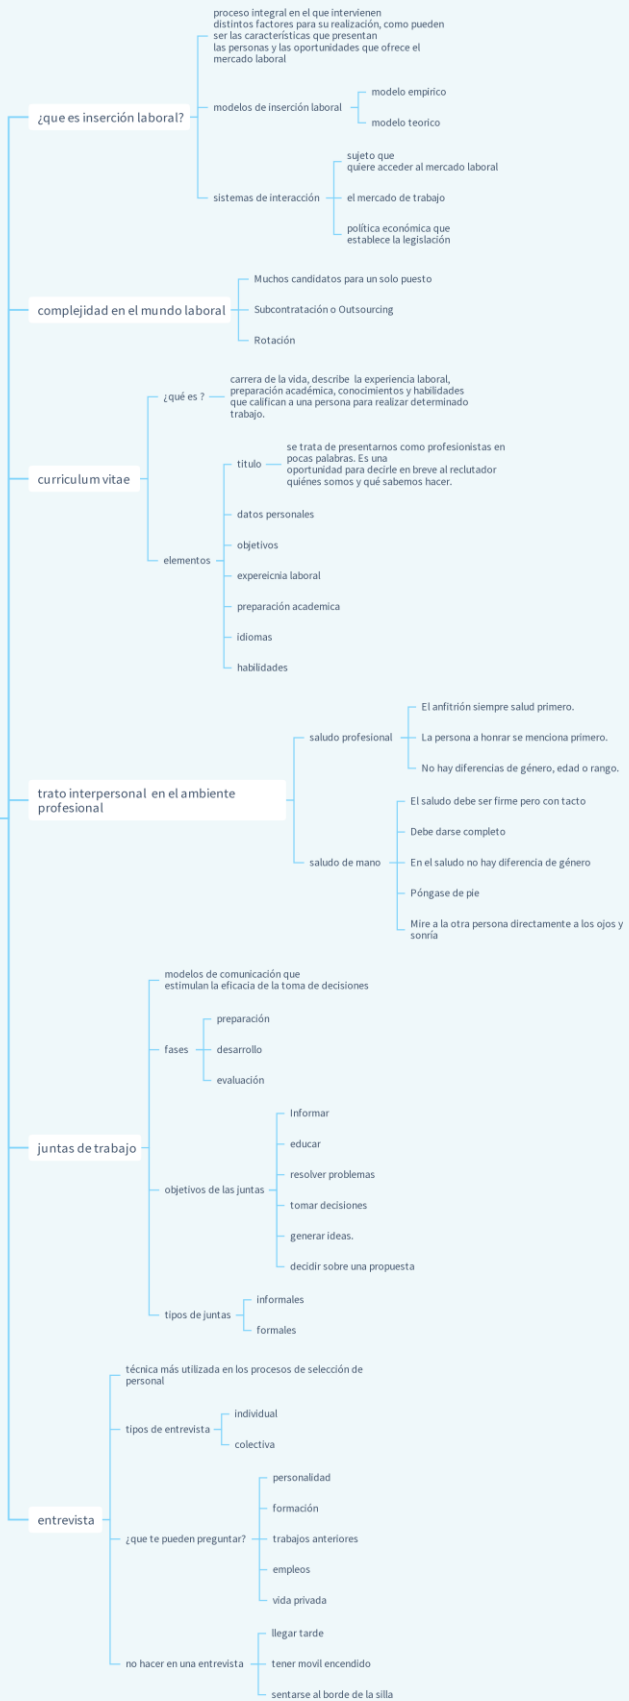 ¿que es inserción laboral?
proceso integral en el que intervienen
distintos factores para su realización, como pueden
ser las características que presentan
las personas y las oportunidades que ofrece el
mercado laboral
modelos de inserción laboral
modelo empirico
modelo teorico
sistemas de interacción
sujeto que
quiere acceder al mercado laboral
el mercado de trabajo
política económica que
establece la legislación
complejidad en el mundo laboral
Muchos candidatos para un solo puesto
Subcontratación o Outsourcing
Rotación
curriculum vitae
¿qué es ?
carrera de la vida, describe la experiencia laboral,
preparación académica, conocimientos y habilidades
que califican a una persona para realizar determinado
trabajo.
elementos
titulo
se trata de presentarnos como profesionistas en
pocas palabras. Es una
oportunidad para decirle en breve al reclutador
quiénes somos y qué sabemos hacer.
datos personales
objetivos
expereicnia laboral
preparación academica
idiomas
habilidades
trato interpersonal en el ambiente
profesional
saludo profesional
El anfitrión siempre salud primero.
La persona a honrar se menciona primero.
No hay diferencias de género, edad o rango.
saludo de mano
El saludo debe ser firme pero con tacto
Debe darse completo
En el saludo no hay diferencia de género
Póngase de pie
Mire a la otra persona directamente a los ojos y
sonría
juntas de trabajo
modelos de comunicación que
estimulan la eficacia de la toma de decisiones
fases
preparación
desarrollo
evaluación
objetivos de las juntas
Informar
educar
resolver problemas
tomar decisiones
generar ideas.
decidir sobre una propuesta
tipos de juntas
informales
formales
entrevista
técnica más utilizada en los procesos de selección de
personal
tipos de entrevista
individual
colectiva
¿que te pueden preguntar?
personalidad
formación
trabajos anteriores
empleos
vida privada
no hacer en una entrevista
llegar tarde
tener movil encendido
sentarse al borde de la silla